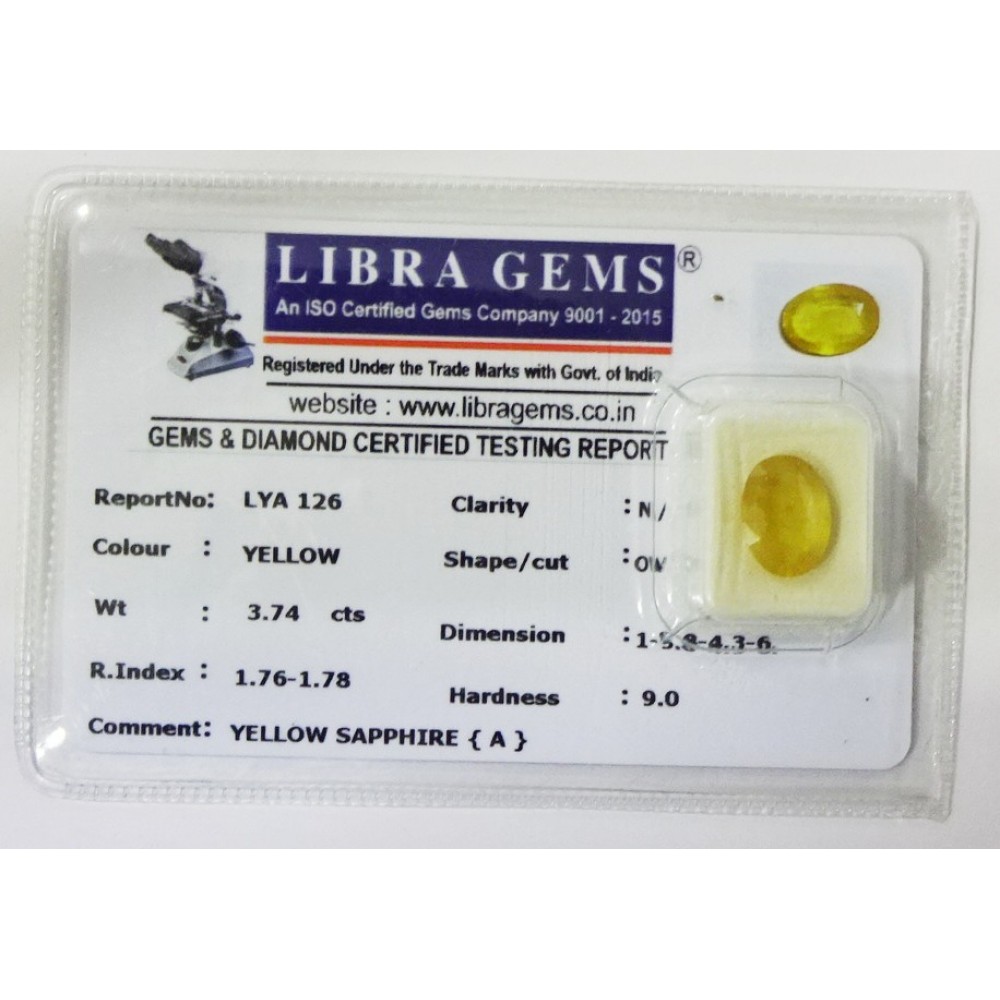 LIBRA GEMS ®
An ISO Certified Gems Company 9001 - 2015
Registered Under the Trade Marks with Govt. of India
website : www.libragems.co.in
GEMS & DIAMOND CERTIFIED TESTING REPORT
ReportNo: LYA 126
Colour : YELLOW
Wt : 3.74 cts
R.Index : 1.76-1.78
Comment: YELLOW SAPPHIRE { A }
Clarity : N/
Shape/cut :
Dimension :
Hardness : 9.0